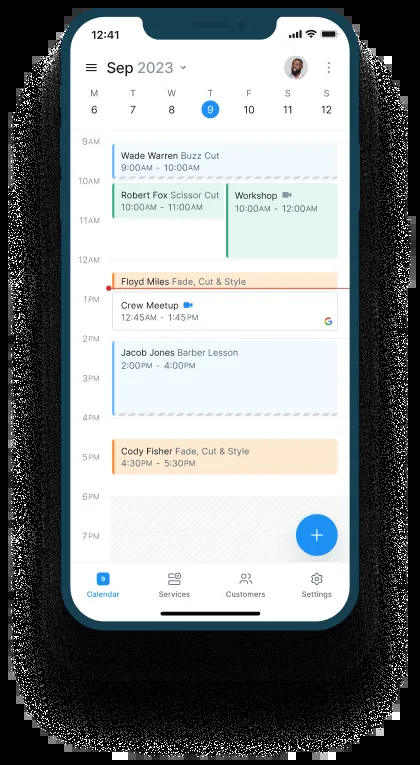 12:41
Sep 2023
M T W T F S S
6 7 8 9 10 11 12
9AM
Wade Warren Buzz Cut
9:00AM - 10:00AM
10AM
Robert Fox Scissor Cut
10:00AM - 11:00AM
Workshop
10:00AM - 12:00AM
11AM
12AM
Floyd Miles Fade, Cut & Style
1PM
Crew Meetup
12:45AM - 1:45PM
G
2PM
Jacob Jones Barber Lesson
2:00PM - 4:00PM
3PM
4PM
Cody Fisher Fade, Cut & Style
4:30PM - 5:30PM
5PM
6PM
7PM
+
9
Calendar Services Customers Settings